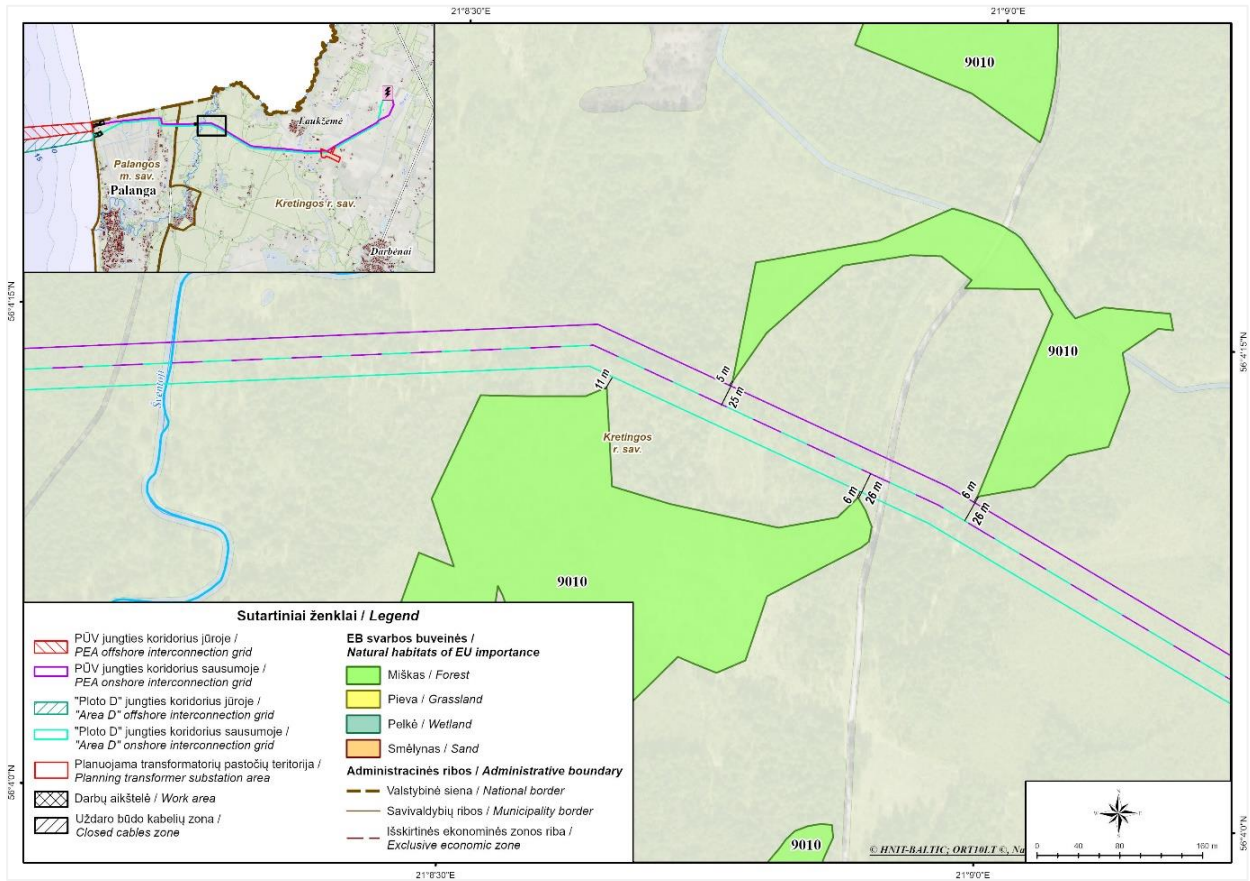 21°8'30"E
21°9'0"E
9010
Laukžemė
Palangos
m. sav.
Palanga
Kretingos r. sav.
Darbėnai
56°4'15"N
56°4'15"N
9010
5 m
25 m
11 m
Šventoji
Kretingos
r. sav.
6 m
26 m
6 m
26 m
9010
Sutartiniai ženklai / Legend
PŪV jungties koridorius jūroje /
PEA offshore interconnection grid
PŪV jungties koridorius sausumoje /
PEA onshore interconnection grid
"Ploto D" jungties koridorius jūroje /
"Area D" offshore interconnection grid
"Ploto D" jungties koridorius sausumoje /
"Area D" onshore interconnection grid
Planuojama transformatorių pastočių teritorija /
Planning transformer substation area
Darbų aikštelė / Work area
Uždaro būdo kabelių zona /
Closed cables zone
EB svarbos buveinės /
Natural habitats of EU importance
Miškas / Forest
Pieva / Grassland
Pelkė / Wetland
Smėlynas / Sand
Administracinės ribos / Administrative boundary
Valstybinė siena / National border
Savivaldybių ribos / Municipality border
Išskirtinės ekonominės zonos riba /
Exclusive economic zone
56°4'0"N
56°4'0"N
9010
© HNIT-BALTIC; ORT10LT ©, Na
0 40 80 160 m
21°8'30"E
21°9'0"E